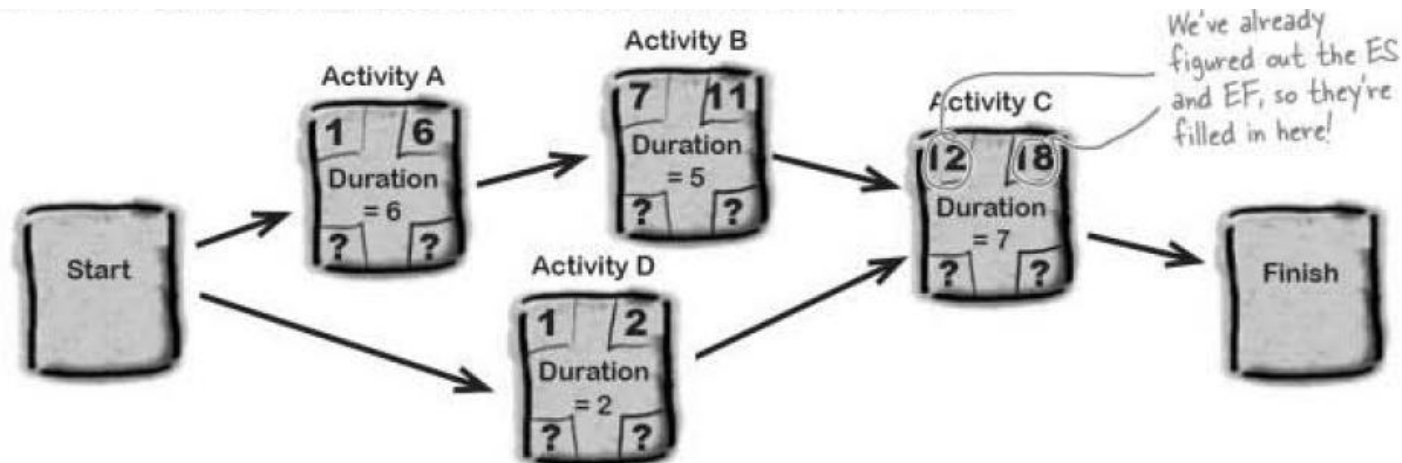 We've already
figured out the ES
and EF, so they're
filled in here!
Activity A
1 6
Duration
= 6
? ?
Activity B
7 11
Duration
= 5
? ?
Activity C
12 18
Duration
= 7
? ?
Start
Activity D
1 2
Duration
= 2
? ?
Finish